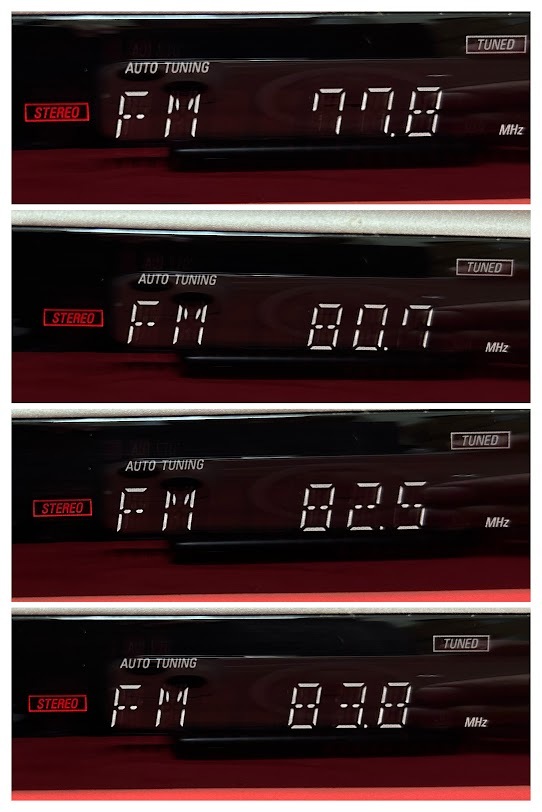 TUNED
AUTO TUNING
STEREO FM 77.8 MHz
TUNED
AUTO TUNING
STEREO FM 80.7 MHz
TUNED
AUTO TUNING
STEREO FM 82.5 MHz
TUNED
AUTO TUNING
STEREO FM 83.8 MHz